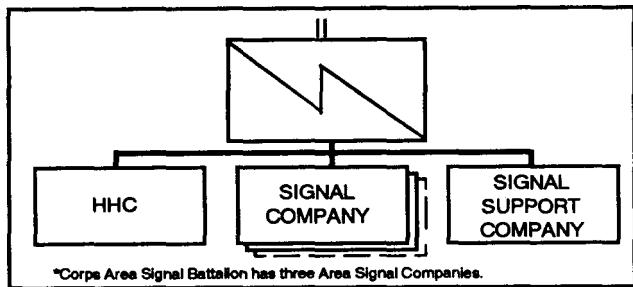 HHC
SIGNAL
COMPANY
SIGNAL
SUPPORT
COMPANY
*Corps Area Signal Battalion has three Area Signal Companies.